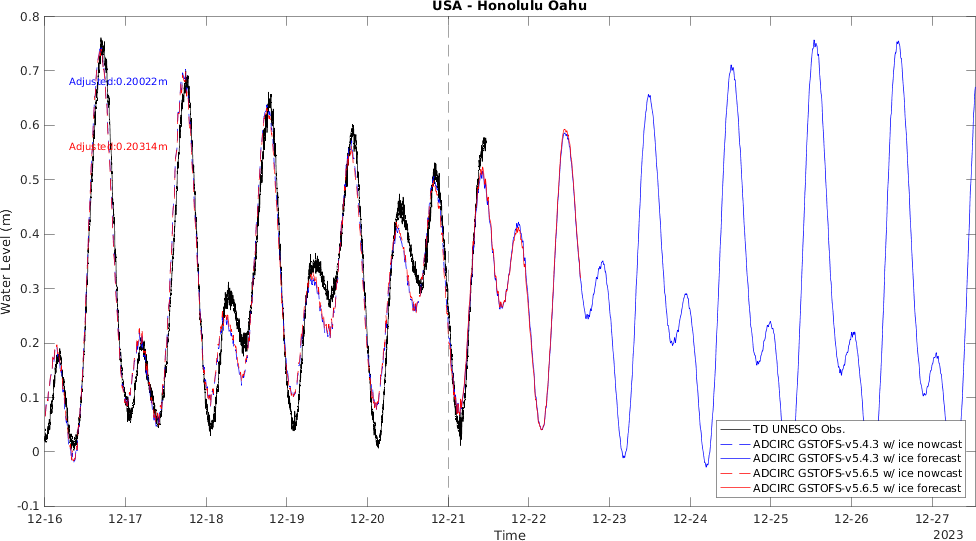 USA - Honolulu Oahu
0.8
0.7
0.6
0.5
0.4
0.3
0.2
0.1
0
-0.1
Water Level (m)
Adjusted:0.20022m
Adjusted:0.20314m
TD UNESCO Obs.
ADCIRC GSTOFS-v5.4.3 w/ ice nowcast
ADCIRC GSTOFS-v5.4.3 w/ ice forecast
ADCIRC GSTOFS-v5.6.5 w/ ice nowcast
ADCIRC GSTOFS-v5.6.5 w/ ice forecast
12-16 12-17 12-18 12-19 12-20 12-21 12-22 12-23 12-24 12-25 12-26 12-27
Time
2023